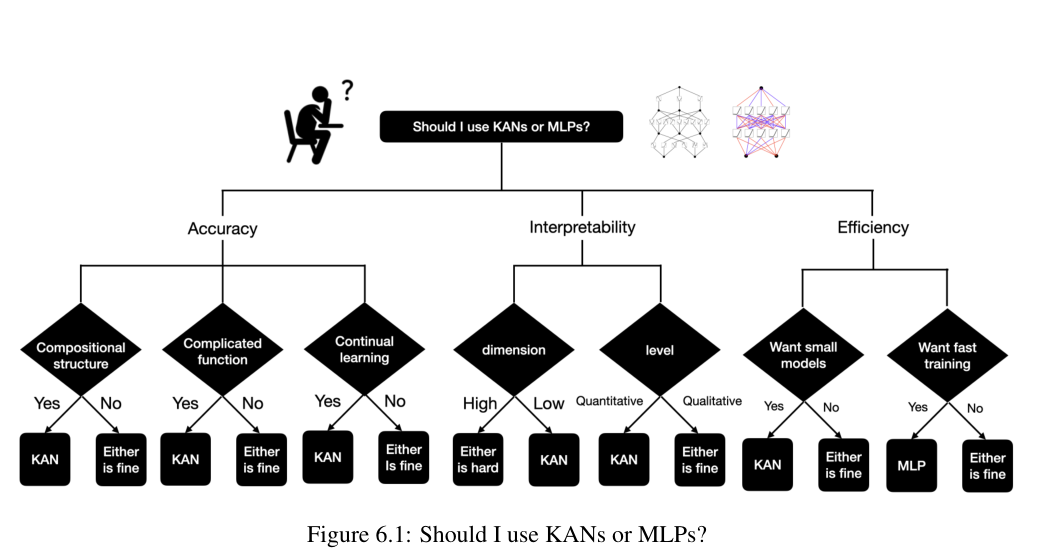 ?
Should I use KANs or MLPs?
Accuracy
Interpretability
Efficiency
Compositional
structure
Complicated
function
Continual
learning
dimension
level
Want small
models
Want fast
training
Yes
No
Yes
No
Yes
No
High
Low
Quantitative
Qualitative
Yes
No
Yes
No
KAN
Either
is fine
KAN
Either
is fine
KAN
Either
Is fine
Either
is hard
KAN
KAN
Either
is fine
KAN
Either
is fine
MLP
Either
is fine
Figure 6.1: Should I use KANs or MLPs?